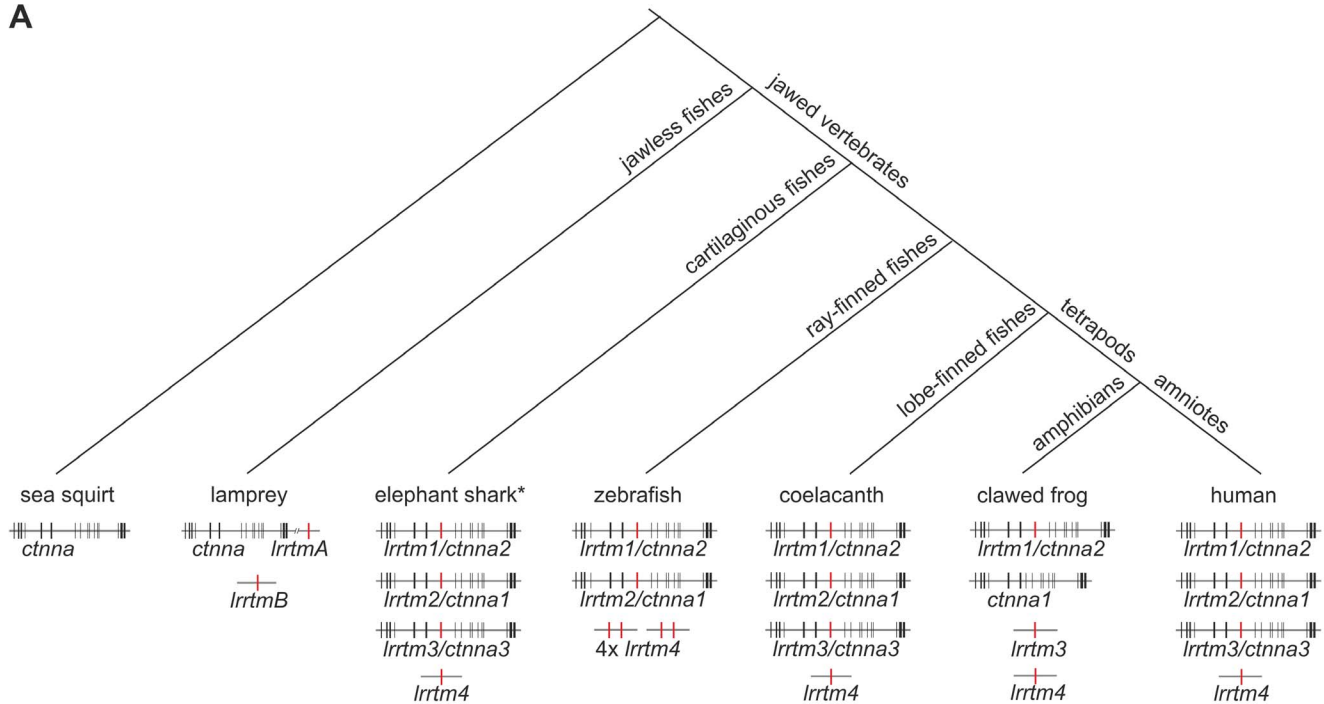 A
jawed vertebrates
jawless fishes
cartilaginous fishes
ray-finned fishes
tetrapods
lobe-finned fishes
amniotes
amphibians
sea squirt lamprey elephant shark* zebrafish coelacanth clawed frog human
ctnna ctnna lrrtmA lrrtm1/ctnna2 lrrtm1/ctnna2 lrrtm1/ctnna2 lrrtm1/ctnna2 lrrtm1/ctnna2
lrrtmB lrrtm2/ctnna1 lrrtm2/ctnna1 lrrtm2/ctnna1 ctnna1 lrrtm2/ctnna1
lrrtm3/ctnna3 4x lrrtm4 lrrtm3/ctnna3 lrrtm3 lrrtm3/ctnna3
lrrtm4 lrrtm4 lrrtm4 lrrtm4